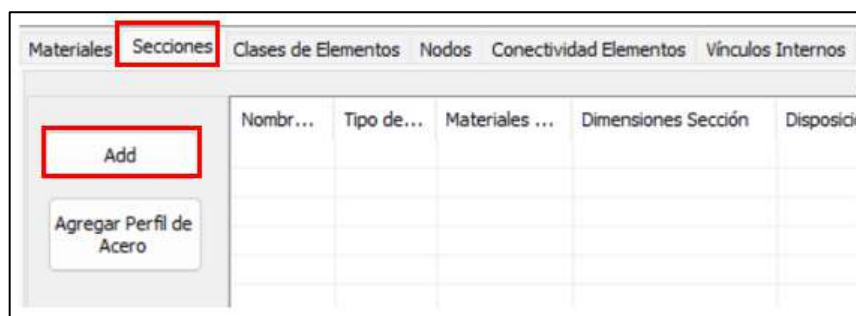 Materiales Secciones Clases de Elementos Nodos Conectividad Elementos Vínculos Internos
Nombr... Tipo de... Materiales ... Dimensiones Sección Disposici
Add
Agregar Perfil de
Acero